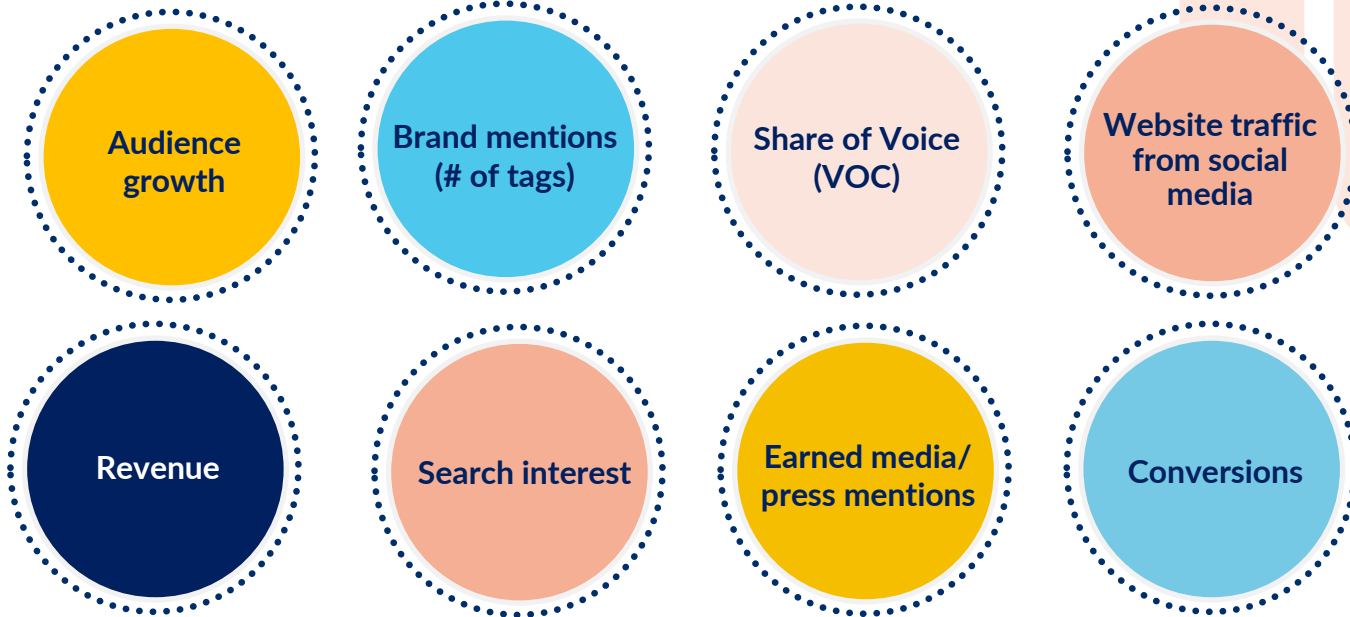 Audience
growth
Brand mentions
(# of tags)
Share of Voice
(VOC)
Website traffic
from social
media
Revenue
Search interest
Earned media/
press mentions
Conversions